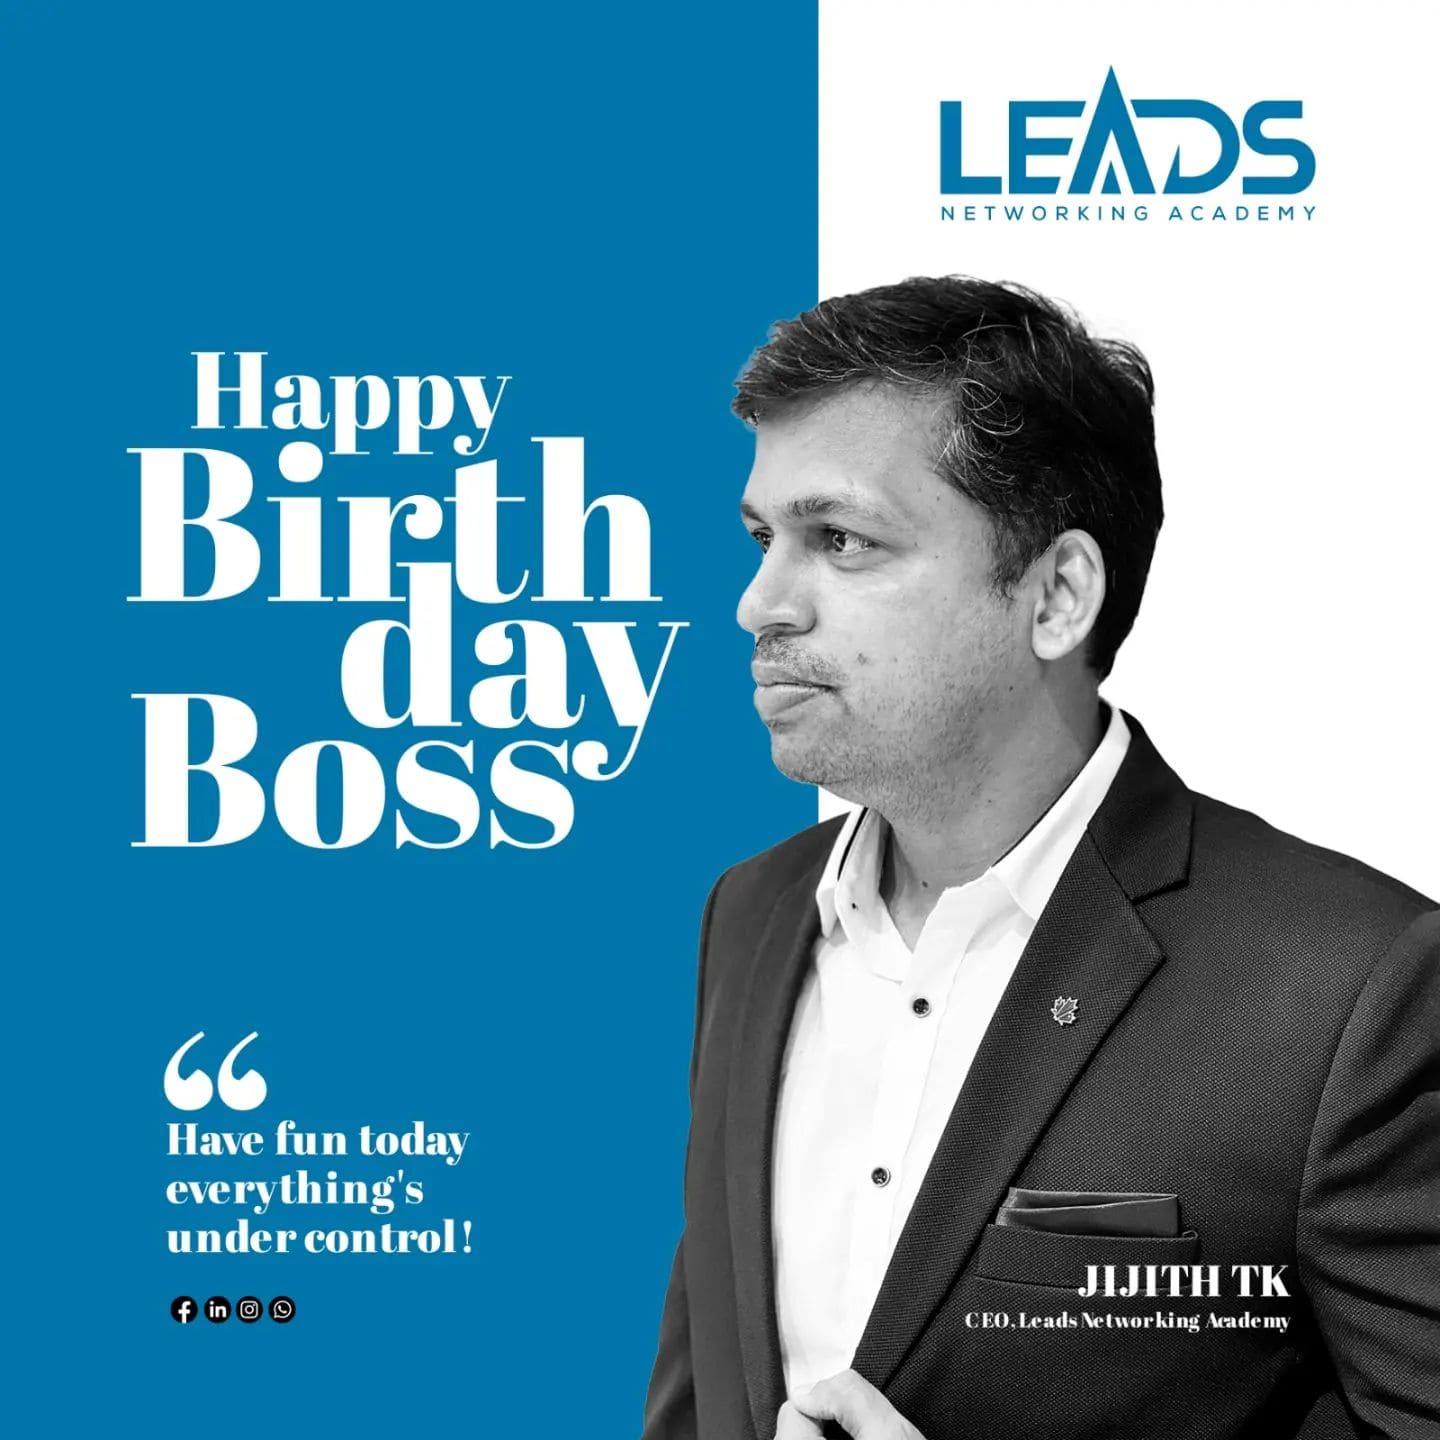 LEADS
NETWORKING ACADEMY
Happy
Birth
day
Boss
“
Have fun today
everything's
under control!
JIJITH TK
CEO, Leads Networking Academy